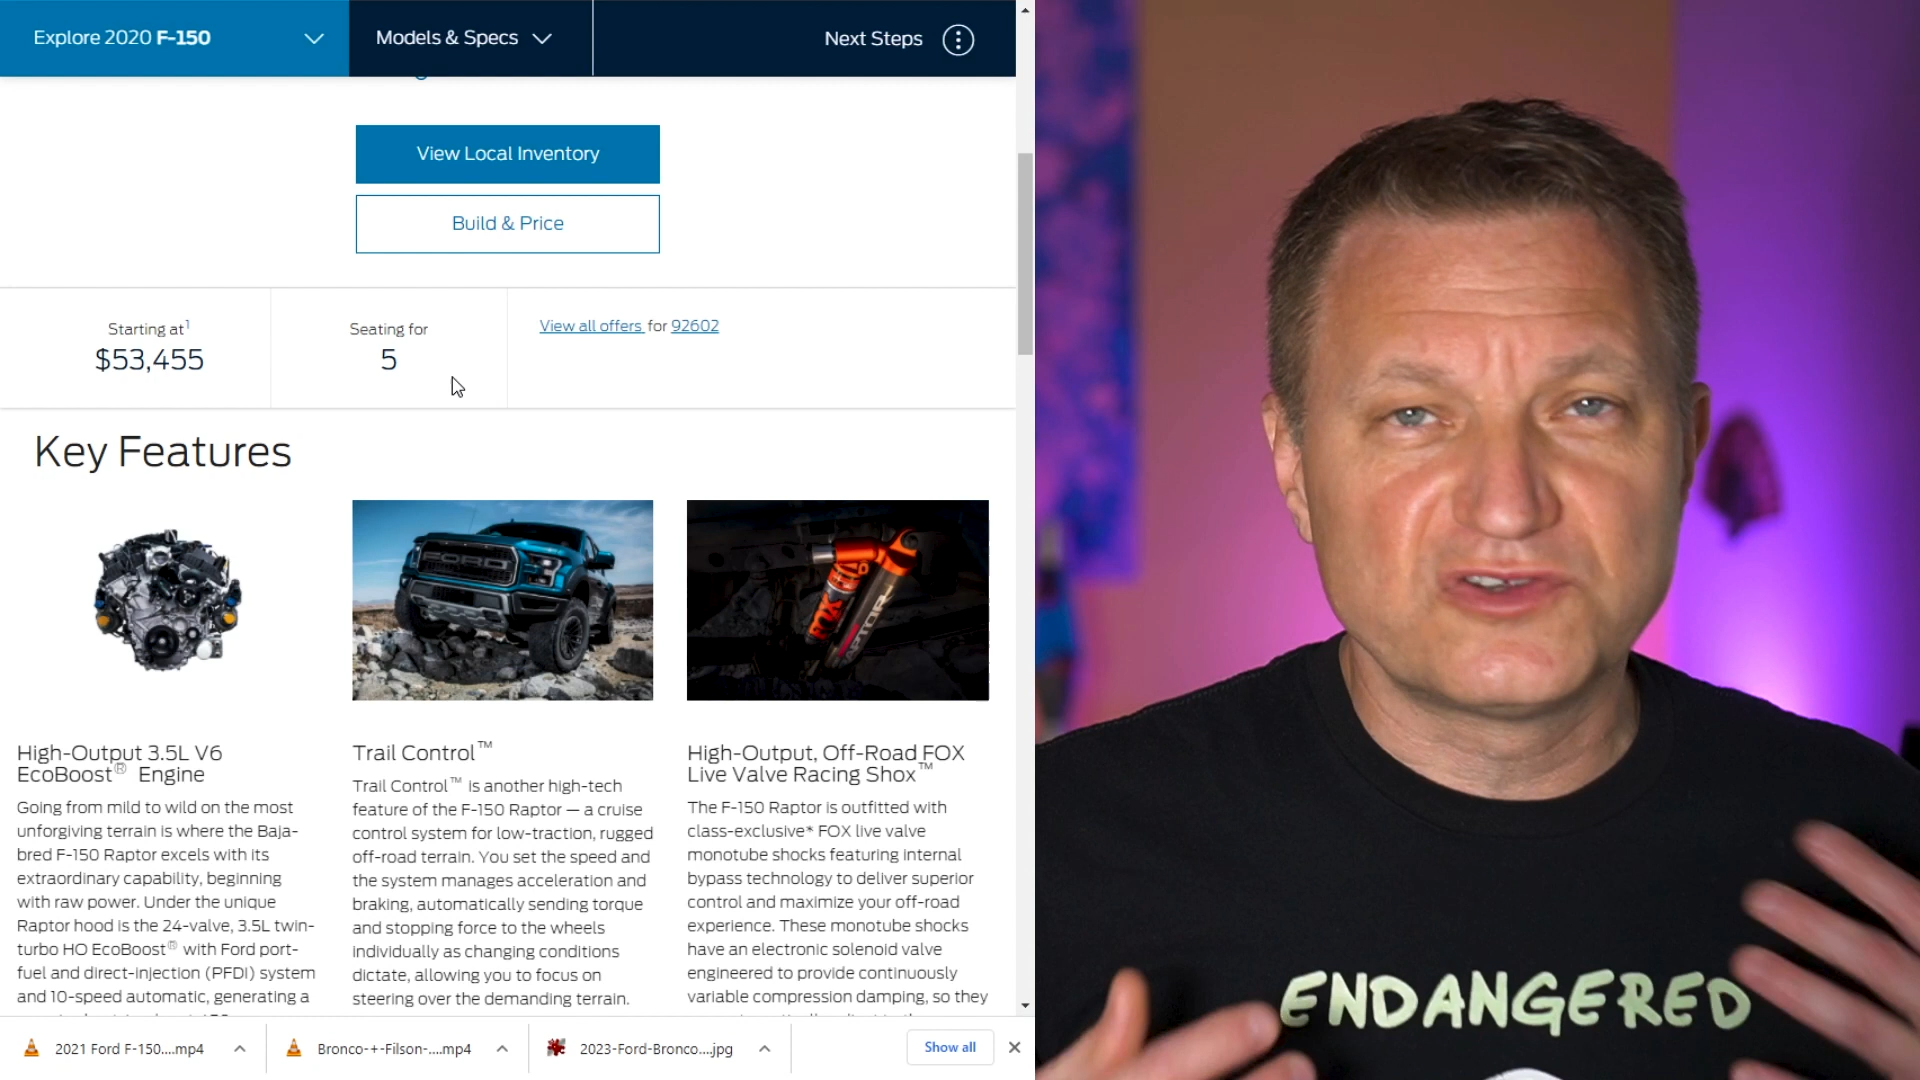 Explore 2020 F-150
Models & Specs
Next Steps
View Local Inventory
Build & Price
Starting at1
$53,455
Seating for
5
View all offers for 92602
Key Features
FORD
FOX
RAPTOR
High-Output 3.5L V6
EcoBoost® Engine
Going from mild to wild on the most
unforgiving terrain is where the Baja-
bred F-150 Raptor excels with its
extraordinary capability, beginning
with raw power. Under the unique
Raptor hood is the 24-valve, 3.5L twin-
turbo HO EcoBoost® with Ford port-
fuel and direct-injection (PFDI) system
and 10-speed automatic, generating a
Trail Control™
Trail Control™ is another high-tech
feature of the F-150 Raptor — a cruise
control system for low-traction, rugged
off-road terrain. You set the speed and
the system manages acceleration and
braking, automatically sending torque
and stopping force to the wheels
individually as changing conditions
dictate, allowing you to focus on
steering over the demanding terrain.
High-Output, Off-Road FOX
Live Valve Racing Shox™
The F-150 Raptor is outfitted with
class-exclusive* FOX live valve
monotube shocks featuring internal
bypass technology to deliver superior
control and maximize your off-road
experience. These monotube shocks
have an electronic solenoid valve
engineered to provide continuously
variable compression damping, so they
2021 Ford F-150....mp4
Bronco-+-Filson-....mp4
2023-Ford-Bronco....jpg
Show all
ENDANGERED